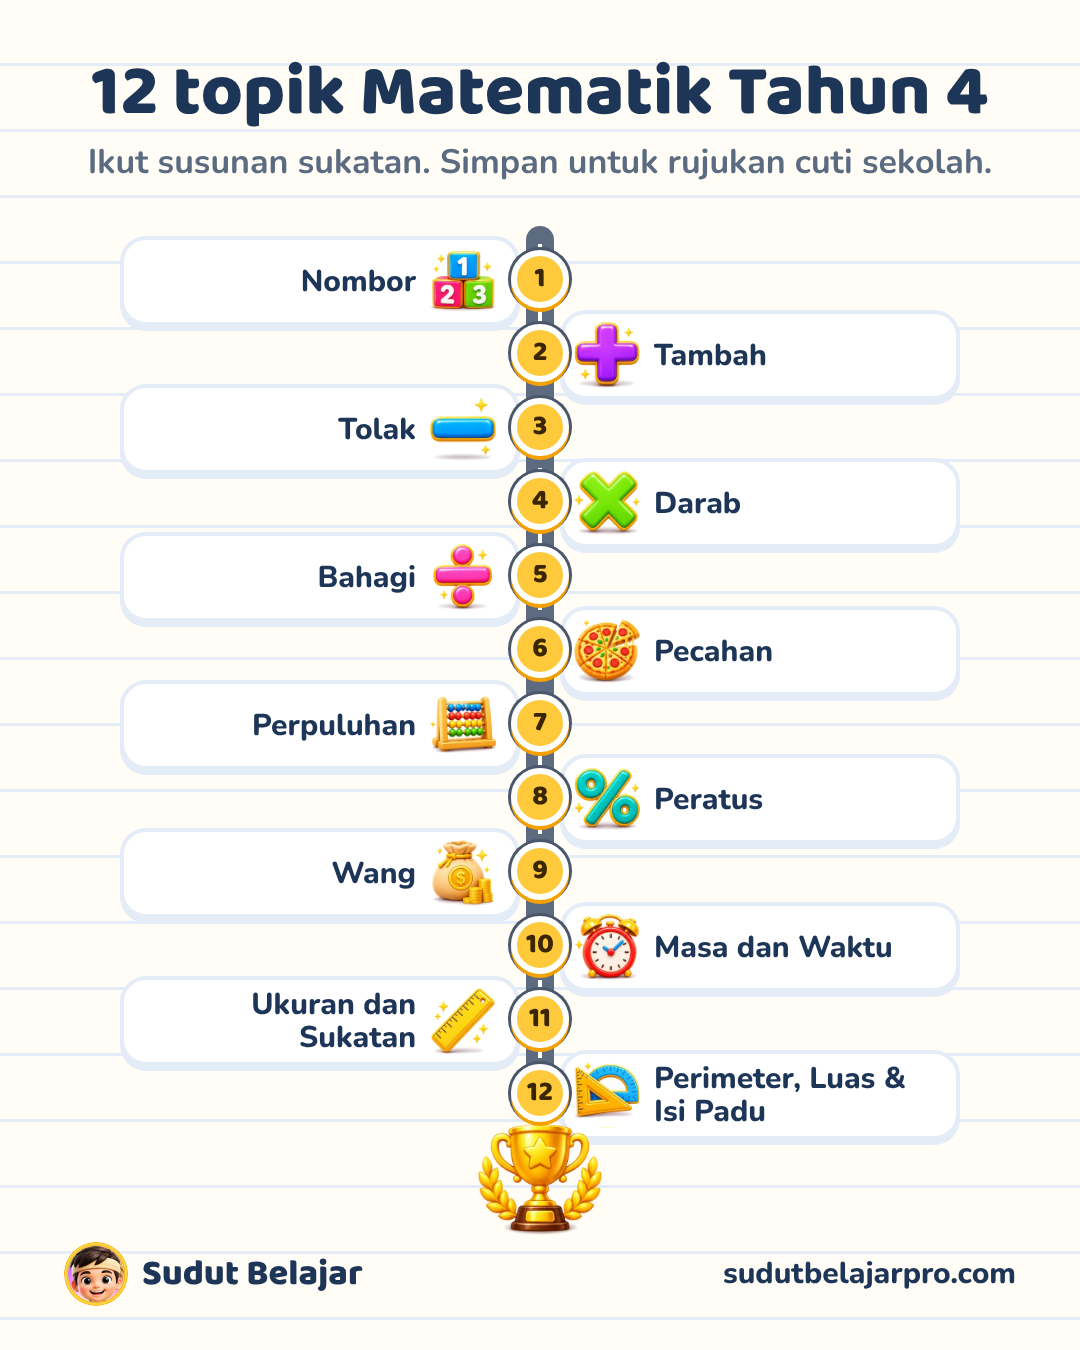 12 topik Matematik Tahun 4
Ikut susunan sukatan. Simpan untuk rujukan cuti sekolah.
Nombor
1
2
3
1
2
Tambah
Tolak
3
4
Darab
Bahagi
5
6
Pecahan
Perpuluhan
7
8
%
Peratus
Wang
$
9
10
Masa dan Waktu
Ukuran dan
Sukatan
11
12
Perimeter, Luas &
Isi Padu
Sudut Belajar
sudutbelajarpro.com